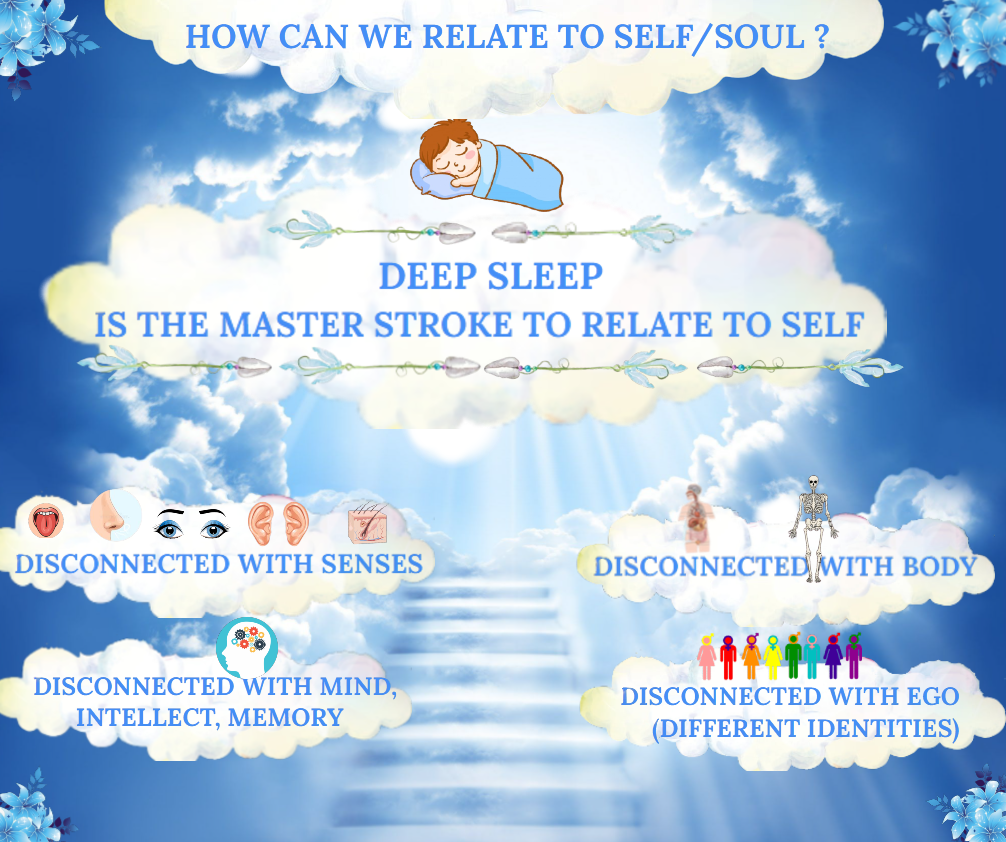 HOW CAN WE RELATE TO SELF/SOUL ?
DEEP SLEEP
IS THE MASTER STROKE TO RELATE TO SELF
DISCONNECTED WITH SENSES
DISCONNECTED WITH BODY
DISCONNECTED WITH MIND,
INTELLECT, MEMORY
DISCONNECTED WITH EGO
(DIFFERENT IDENTITIES)